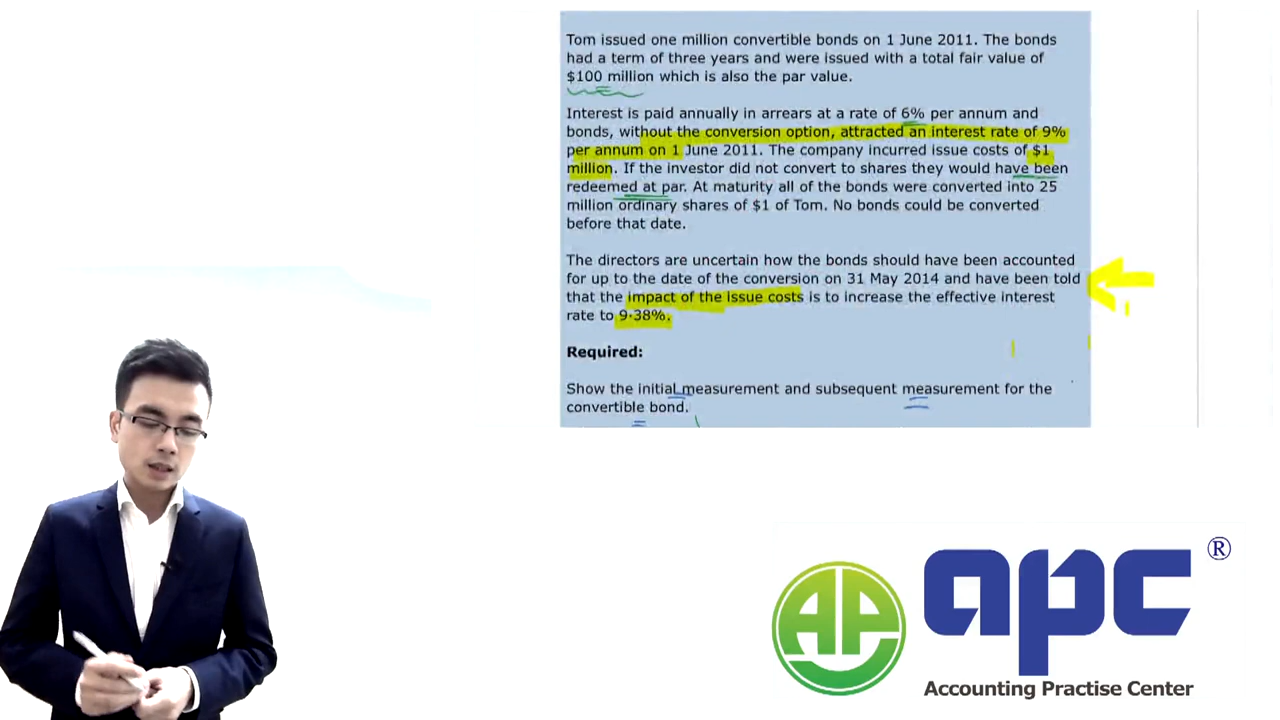 Tom issued one million convertible bonds on 1 June 2011. The bonds
had a term of three years and were issued with a total fair value of
$100 million which is also the par value.
Interest is paid annually in arrears at a rate of 6% per annum and
bonds, without the conversion option, attracted an interest rate of 9%
per annum on 1 June 2011. The company incurred issue costs of $1
million. If the investor did not convert to shares they would have been
redeemed at par. At maturity all of the bonds were converted into 25
million ordinary shares of $1 of Tom. No bonds could be converted
before that date.
The directors are uncertain how the bonds should have been accounted
for up to the date of the conversion on 31 May 2014 and have been told
that the impact of the issue costs is to increase the effective interest
rate to 9·38%.
Required:
Show the initial measurement and subsequent measurement for the
convertible bond.
AP
apc®
Accounting Practise Center